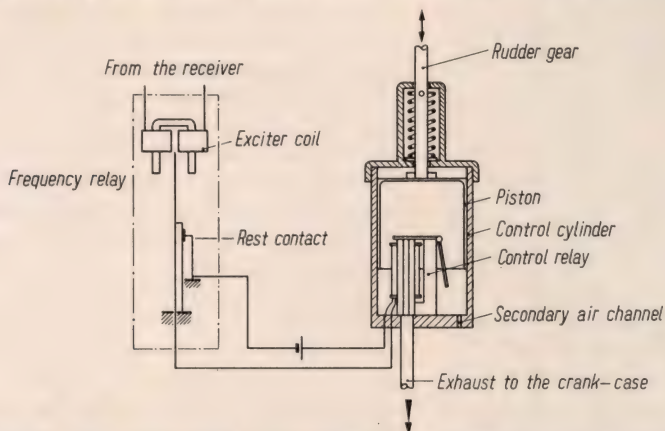 From the receiver
Rudder gear
Exciter coil
Frequency relay
Piston
Rest contact
Control cylinder
Control relay
Secondary air channel
Exhaust to the crank-case